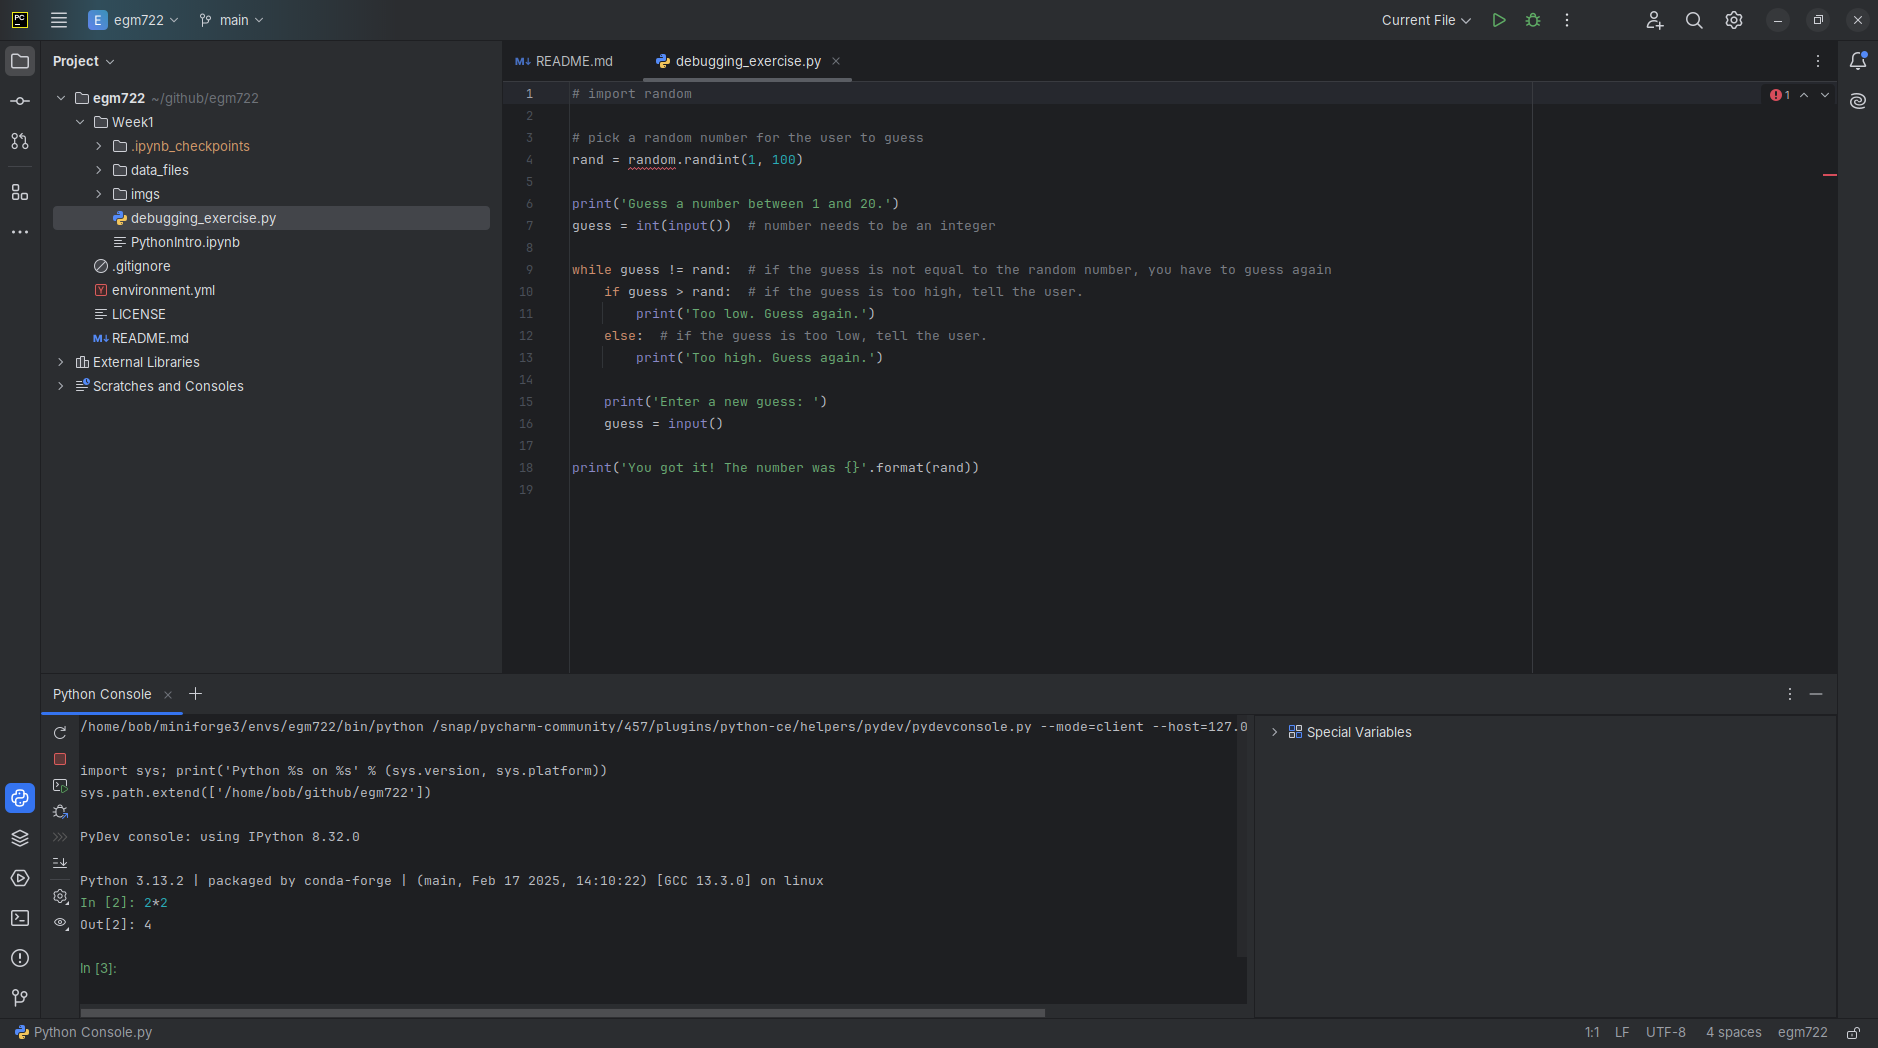 PC
E egm722
main
Current File
Project
egm722 ~/github/egm722
Week1
.ipynb_checkpoints
data_files
imgs
debugging_exercise.py
PythonIntro.ipynb
.gitignore
Y environment.yml
LICENSE
M↓ README.md
External Libraries
Scratches and Consoles
M↓ README.md
debugging_exercise.py
1
1 # import random
2
3 # pick a random number for the user to guess
4 rand = random.randint(1, 100)
5
6 print('Guess a number between 1 and 20.')
7 guess = int(input())  # number needs to be an integer
8
9 while guess != rand:  # if the guess is not equal to the random number, you have to guess again
10     if guess > rand:  # if the guess is too high, tell the user.
11         print('Too low. Guess again.')
12     else:  # if the guess is too low, tell the user.
13         print('Too high. Guess again.')
14
15     print('Enter a new guess: ')
16     guess = input()
17
18 print('You got it! The number was {}'.format(rand))
19
Python Console
/home/bob/miniforge3/envs/egm722/bin/python /snap/pycharm-community/457/plugins/python-ce/helpers/pydev/pydevconsole.py --mode=client --host=127.0
import sys; print('Python %s on %s' % (sys.version, sys.platform))
sys.path.extend(['/home/bob/github/egm722'])
PyDev console: using IPython 8.32.0
Python 3.13.2 | packaged by conda-forge | (main, Feb 17 2025, 14:10:22) [GCC 13.3.0] on linux
In [2]: 2*2
Out[2]: 4
In [3]:
Special Variables
Python Console.py
1:1 LF UTF-8 4 spaces egm722